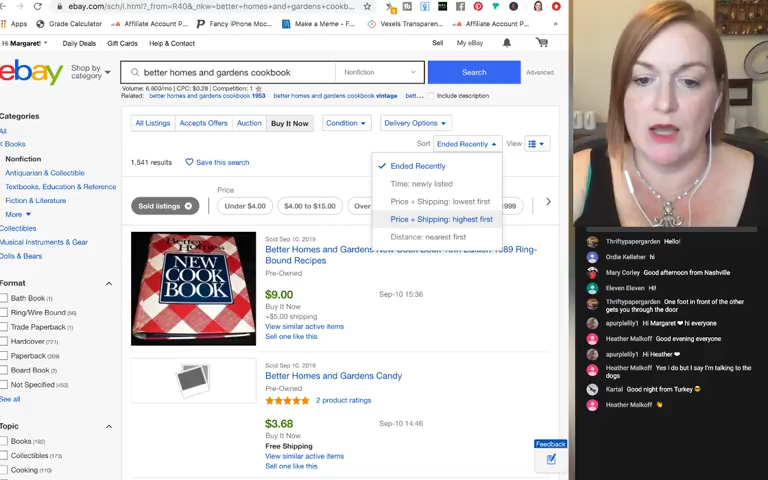 ebay.com/sch/i.html?_from=R40&_nkw=better+homes+and+gardens+cookb...
Apps
Grade Calculator
Affiliate Account P...
Fancy iPhone Moc...
Make a Meme - F...
Vexels Transparen...
Affiliate Account P...
Hi Margaret!
Daily Deals
Gift Cards
Help & Contact
Sell
My eBay
ebay
Shop by category
better homes and gardens cookbook
Nonfiction
Search
Advanced
Volume: 6,603/mo | CPC: $0.28 | Competition: 1
Related: better homes and gardens cookbook 1953 better homes and gardens cookbook vintage bett...
Include description
Categories
All
Books
Nonfiction
Antiquarian & Collectible
Textbooks, Education & Reference
Fiction & Literature
More
Collectibles
Musical Instruments & Gear
Dolls & Bears
Format
Bath Book (1)
Ring/Wire Bound (56)
Trade Paperback (1)
Hardcover (721)
Paperback (309)
Board Book (2)
Not Specified (452)
See all
Topic
Books (192)
Collectibles (173)
Cooking (110)
All Listings
Accepts Offers
Auction
Buy It Now
Condition
Delivery Options
Sort
Ended Recently
View
1,541 results
Save this search
Ended Recently
Time: newly listed
Price + Shipping: lowest first
Price + Shipping: highest first
Distance: nearest first
Price
Sold listings
Under $4.00
$4.00 to $15.00
Over
999
Better Homes
NEW
COOK
BOOK
Sold Sep 10, 2019
Better Homes and Gardens New Cook Book 10th Edition 1989 Ring-
Bound Recipes
Pre-Owned
$9.00
Sep-10 15:36
Buy It Now
+$5.00 shipping
View similar active items
Sell one like this
Sold Sep 10, 2019
Better Homes and Gardens Candy
Pre-Owned
2 product ratings
$3.68
Sep-10 14:46
Buy It Now
Free Shipping
View similar active items
Sell one like this
Feedback
Thriftypapergarden Hello!
Ordie Kelleher hi
Mary Corley Good afternoon from Nashville
Eleven Eleven Hi!
Thriftypapergarden One foot in front of the other
gets you through the door
apurplelily1 Hi Margaret ❤ hi everyone
Heather Malkoff Good evening everyone
apurplelily1 Hi Heather ❤
Heather Malkoff Yes i do but I say I'm talking to the
dogs
Kartal Good night from Turkey 😎
Heather Malkoff 👋